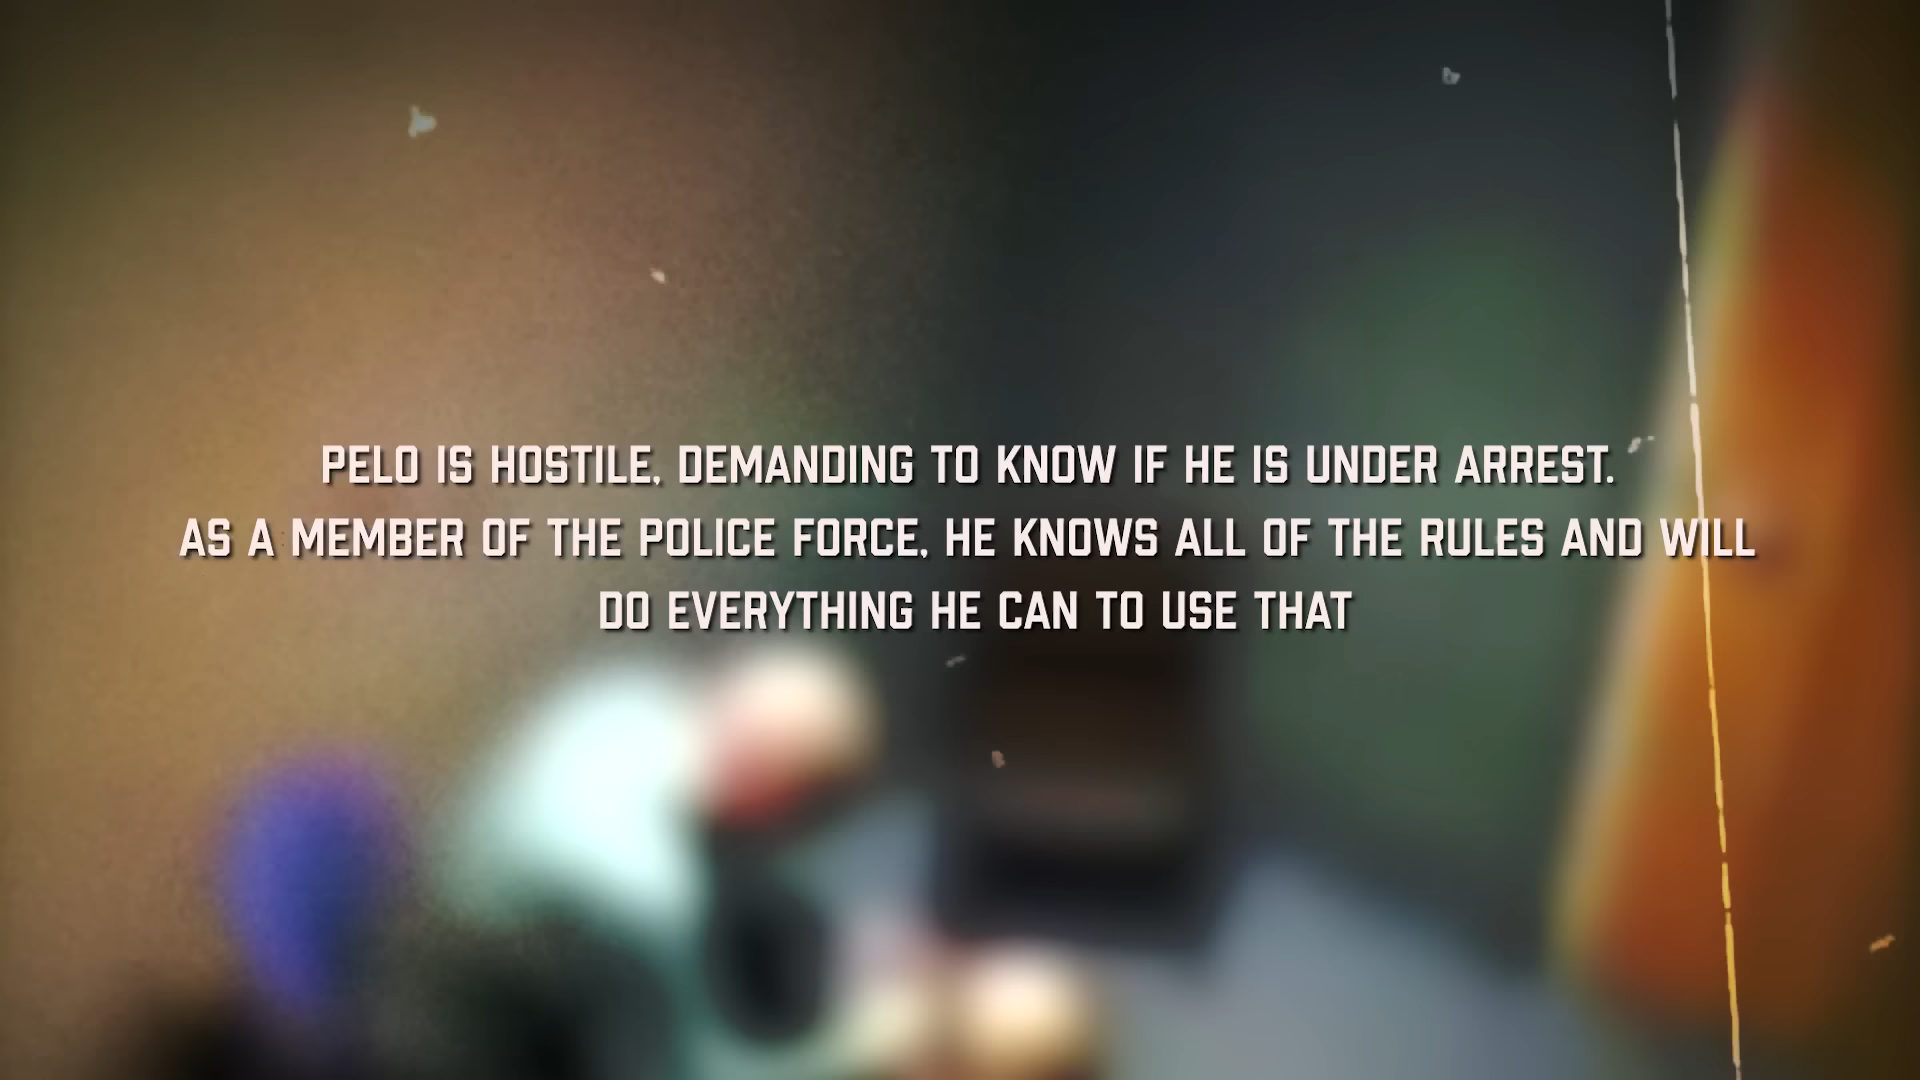 PELO IS HOSTILE, DEMANDING TO KNOW IF HE IS UNDER ARREST.
AS A MEMBER OF THE POLICE FORCE, HE KNOWS ALL OF THE RULES AND WILL
DO EVERYTHING HE CAN TO USE THAT